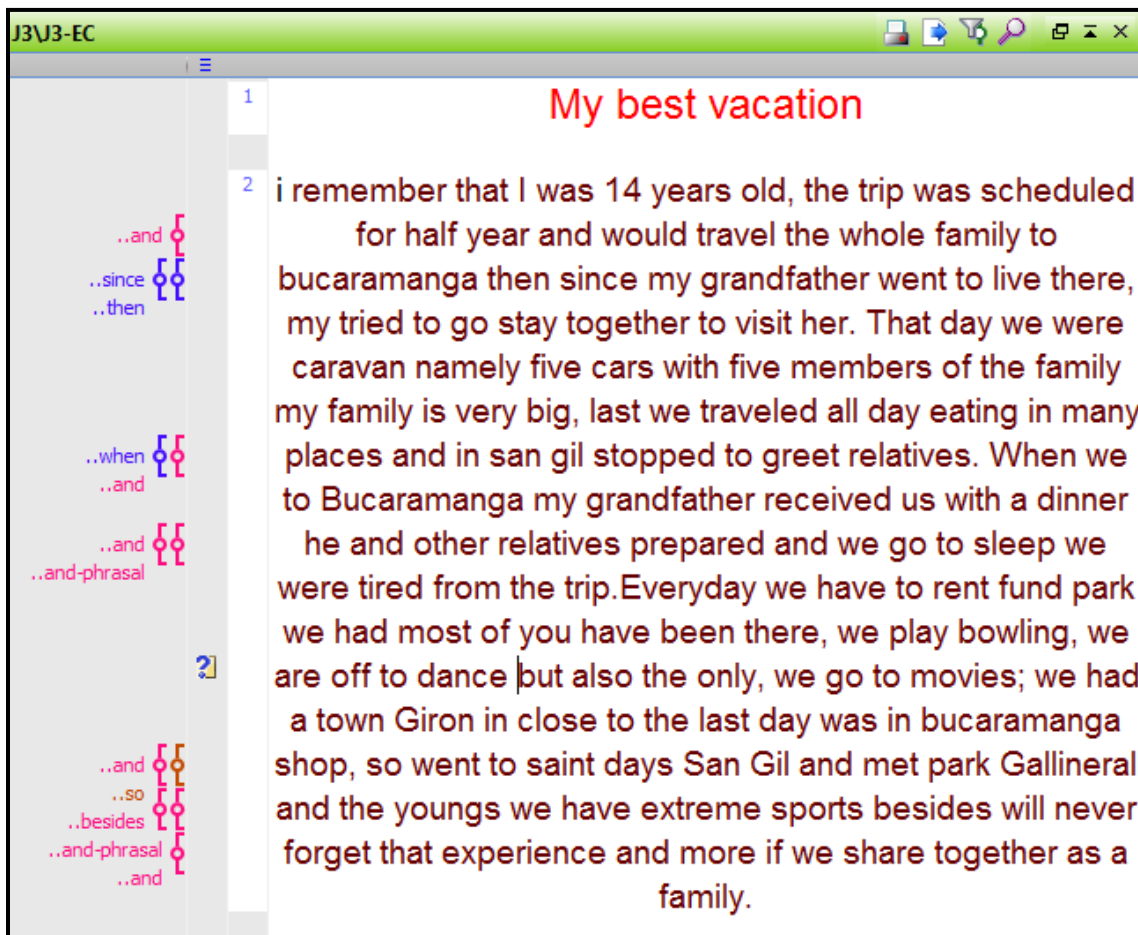 J3\J3-EC
1
My best vacation
2
i remember that I was 14 years old, the trip was scheduled
..and
for half year and would travel the whole family to
..since
bucaramanga then since my grandfather went to live there,
..then
my tried to go stay together to visit her. That day we were
caravan namely five cars with five members of the family
my family is very big, last we traveled all day eating in many
..when
places and in san gil stopped to greet relatives. When we
..and
to Bucaramanga my grandfather received us with a dinner
..and
he and other relatives prepared and we go to sleep we
..and-phrasal
were tired from the trip.Everyday we have to rent fund park
we had most of you have been there, we play bowling, we
are off to dance but also the only, we go to movies; we had
a town Giron in close to the last day was in bucaramanga
..and
shop, so went to saint days San Gil and met park Gallineral
..so
..besides
and the youngs we have extreme sports besides will never
..and-phrasal
forget that experience and more if we share together as a
..and
family.